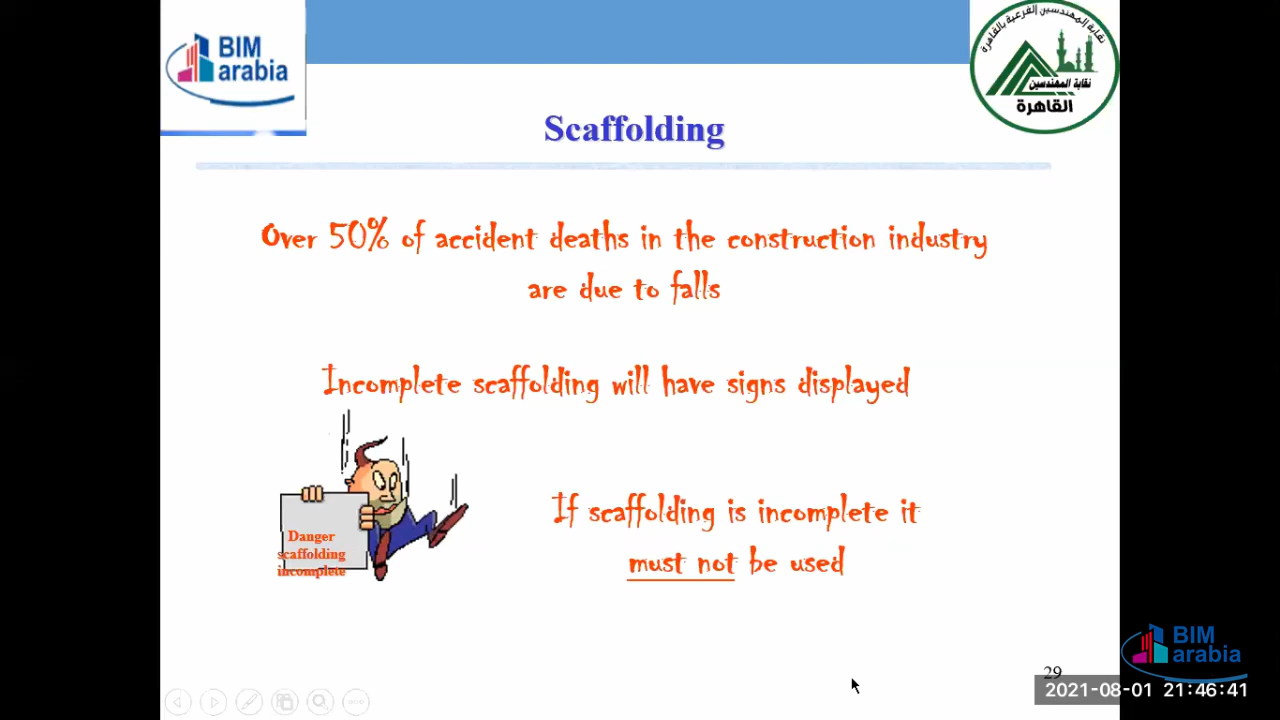 BIM
arabia
نقابة المهندسين الفرعية بالقاهرة
نقابة المهندسين
القاهرة
Scaffolding
Over 50% of accident deaths in the construction industry
are due to falls
Incomplete scaffolding will have signs displayed
Danger
scaffolding
incomplete
If scaffolding is incomplete it
must not be used
BIM
arabia
29
2021-08-01 21:46:41